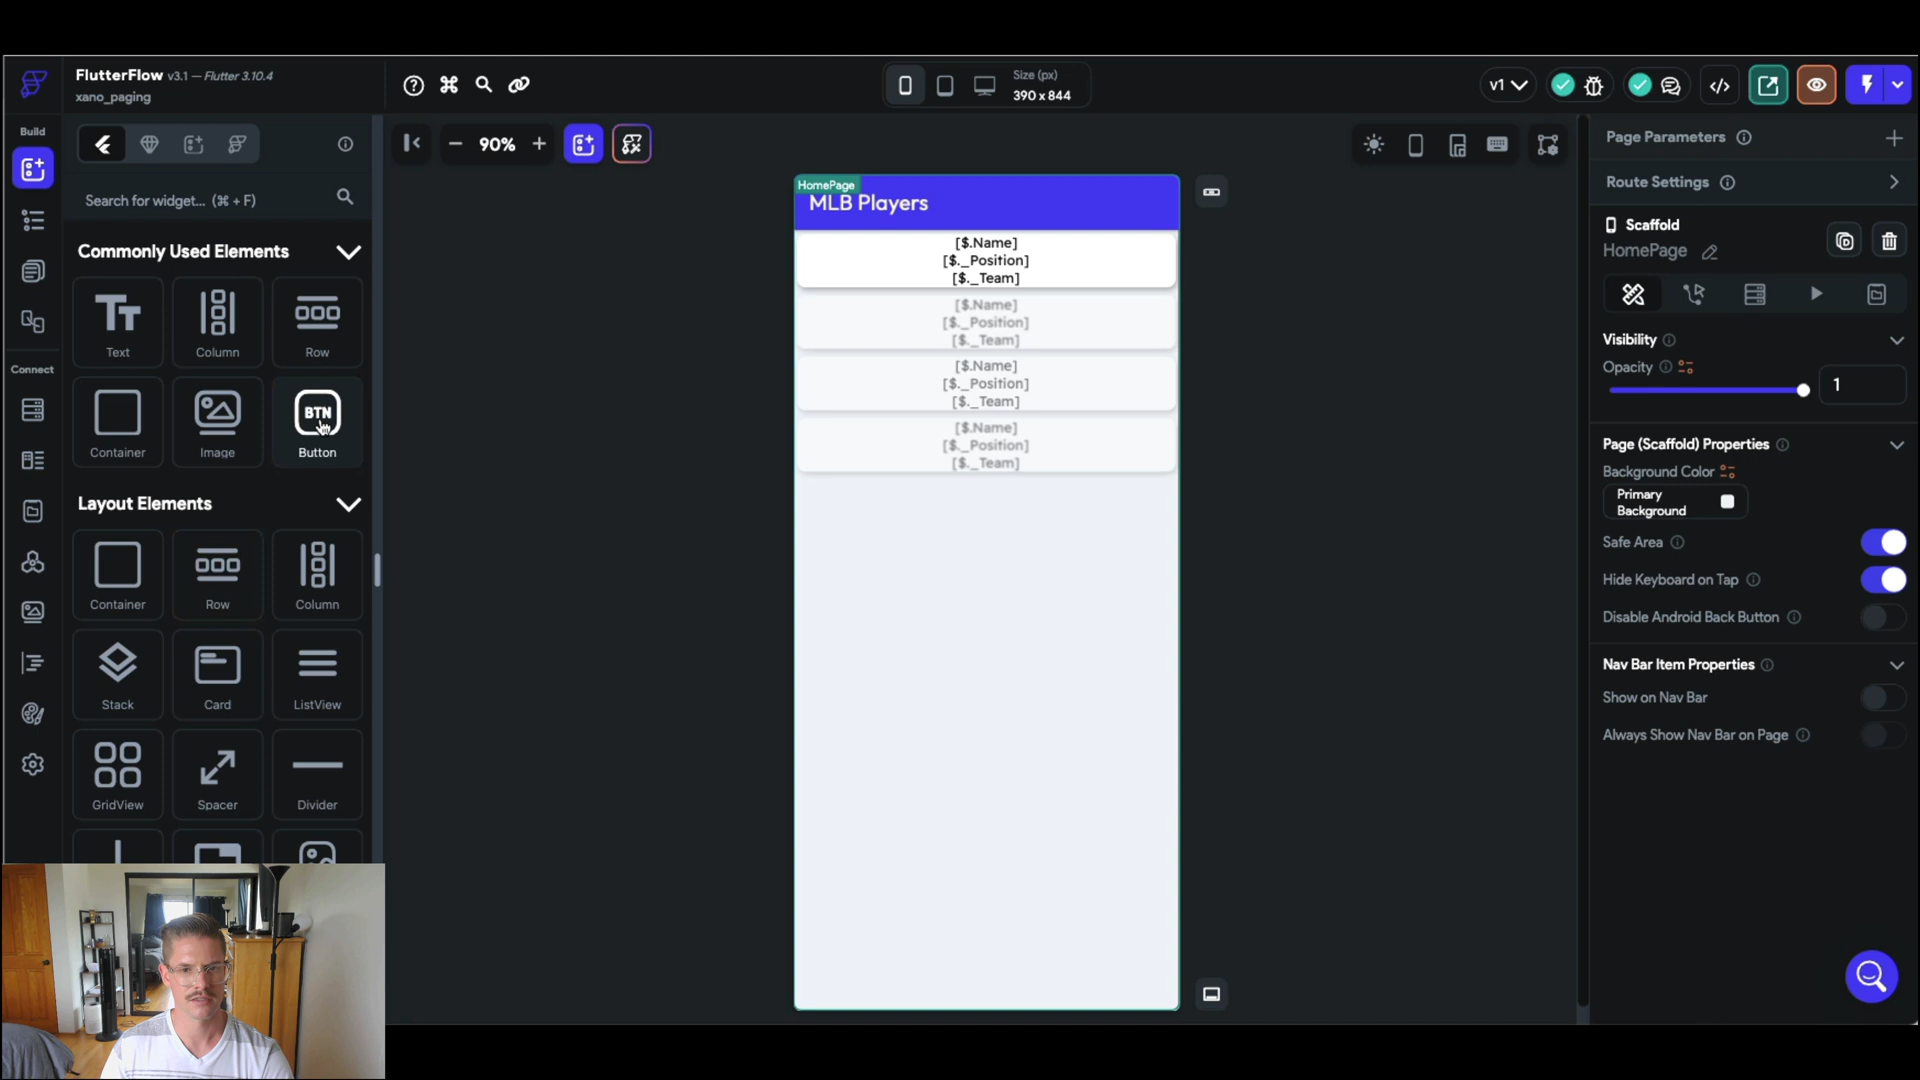 FlutterFlow v3.1 — Flutter 3.10.4
xano_paging
Size (px)
390 x 844
v1
Build
90%
Page Parameters
Search for widget... (⌘ + F)
Route Settings
HomePage
MLB Players
Scaffold
HomePage
Commonly Used Elements
[$.Name]
[$._Position]
[$._Team]
[$.Name]
[$._Position]
[$._Team]
[$.Name]
[$._Position]
[$._Team]
[$.Name]
[$._Position]
[$._Team]
Text
Column
Row
Connect
BTN
Container
Image
Button
Layout Elements
Container
Row
Column
Stack
Card
ListView
GridView
Spacer
Divider
Visibility
Opacity
1
Page (Scaffold) Properties
Background Color
Primary
Background
Safe Area
Hide Keyboard on Tap
Disable Android Back Button
Nav Bar Item Properties
Show on Nav Bar
Always Show Nav Bar on Page